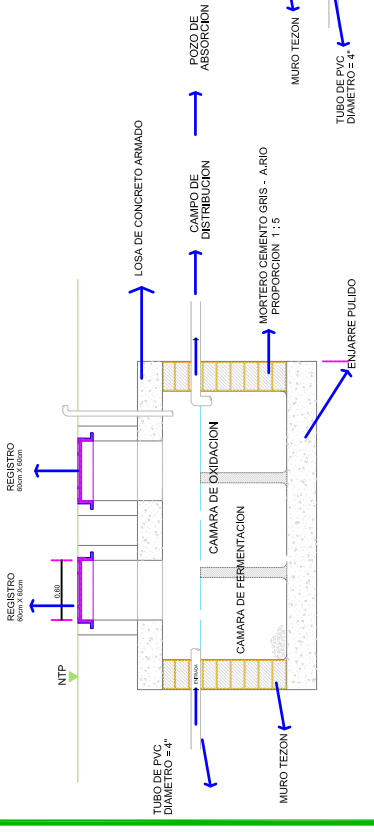 REGISTRO
60cm X 60cm
REGISTRO
60cm X 60cm
0,60
NTP
LOSA DE CONCRETO ARMADO
POZO DE
ABSORCION
CAMPO DE
DISTRIBUCION
MORTERO CEMENTO GRIS - A.RIO
PROPORCION 1 : 5
ENJARRE PULIDO
CAMARA DE OXIDACION
CAMARA DE FERMENTACION
TUBO DE PVC
DIAMETRO = 4"
MURO TEZON
MURO TEZON
TUBO DE PVC
DIAMETRO = 4"